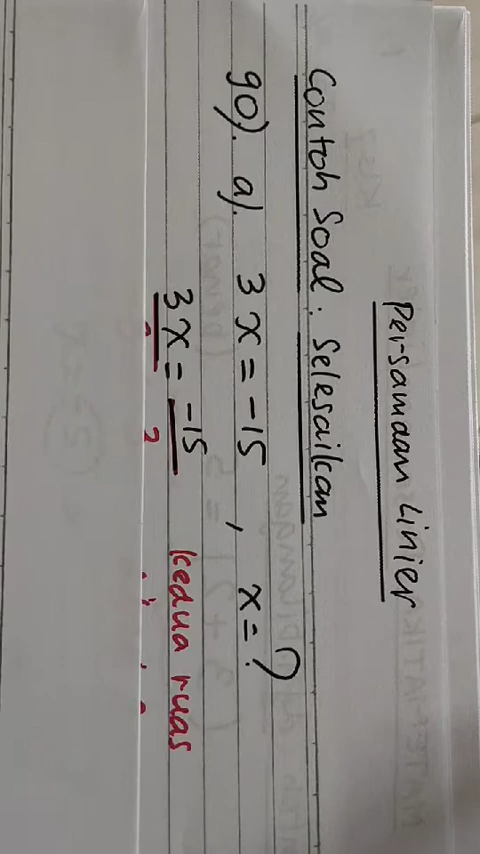 Persamaan Linier
Contoh Soal : Selesaikan
90). a). 3x = -15 , x = ?
3x = -15 kedua ruas